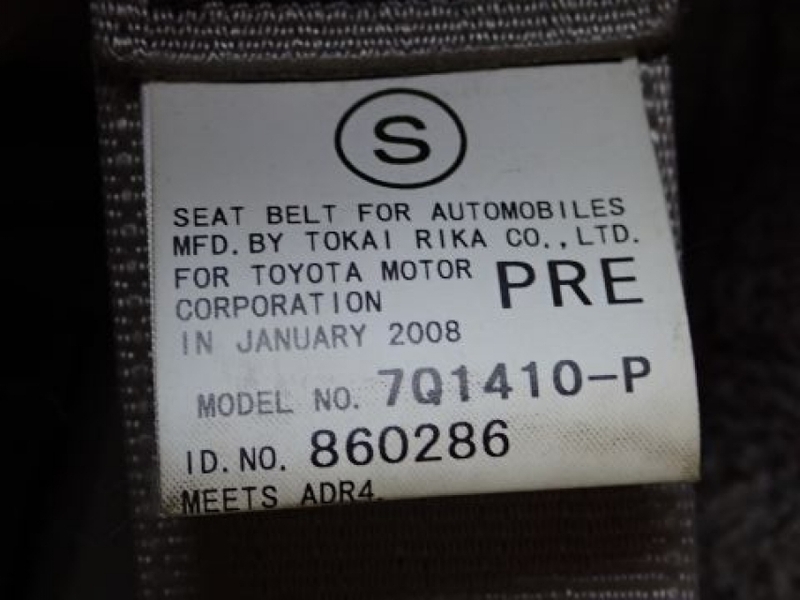 S
SEAT BELT FOR AUTOMOBILES
MFD. BY TOKAI RIKA CO., LTD.
FOR TOYOTA MOTOR
CORPORATION
PRE
IN JANUARY 2008
MODEL NO. 7Q1410-P
ID. NO. 860286
MEETS ADR4.